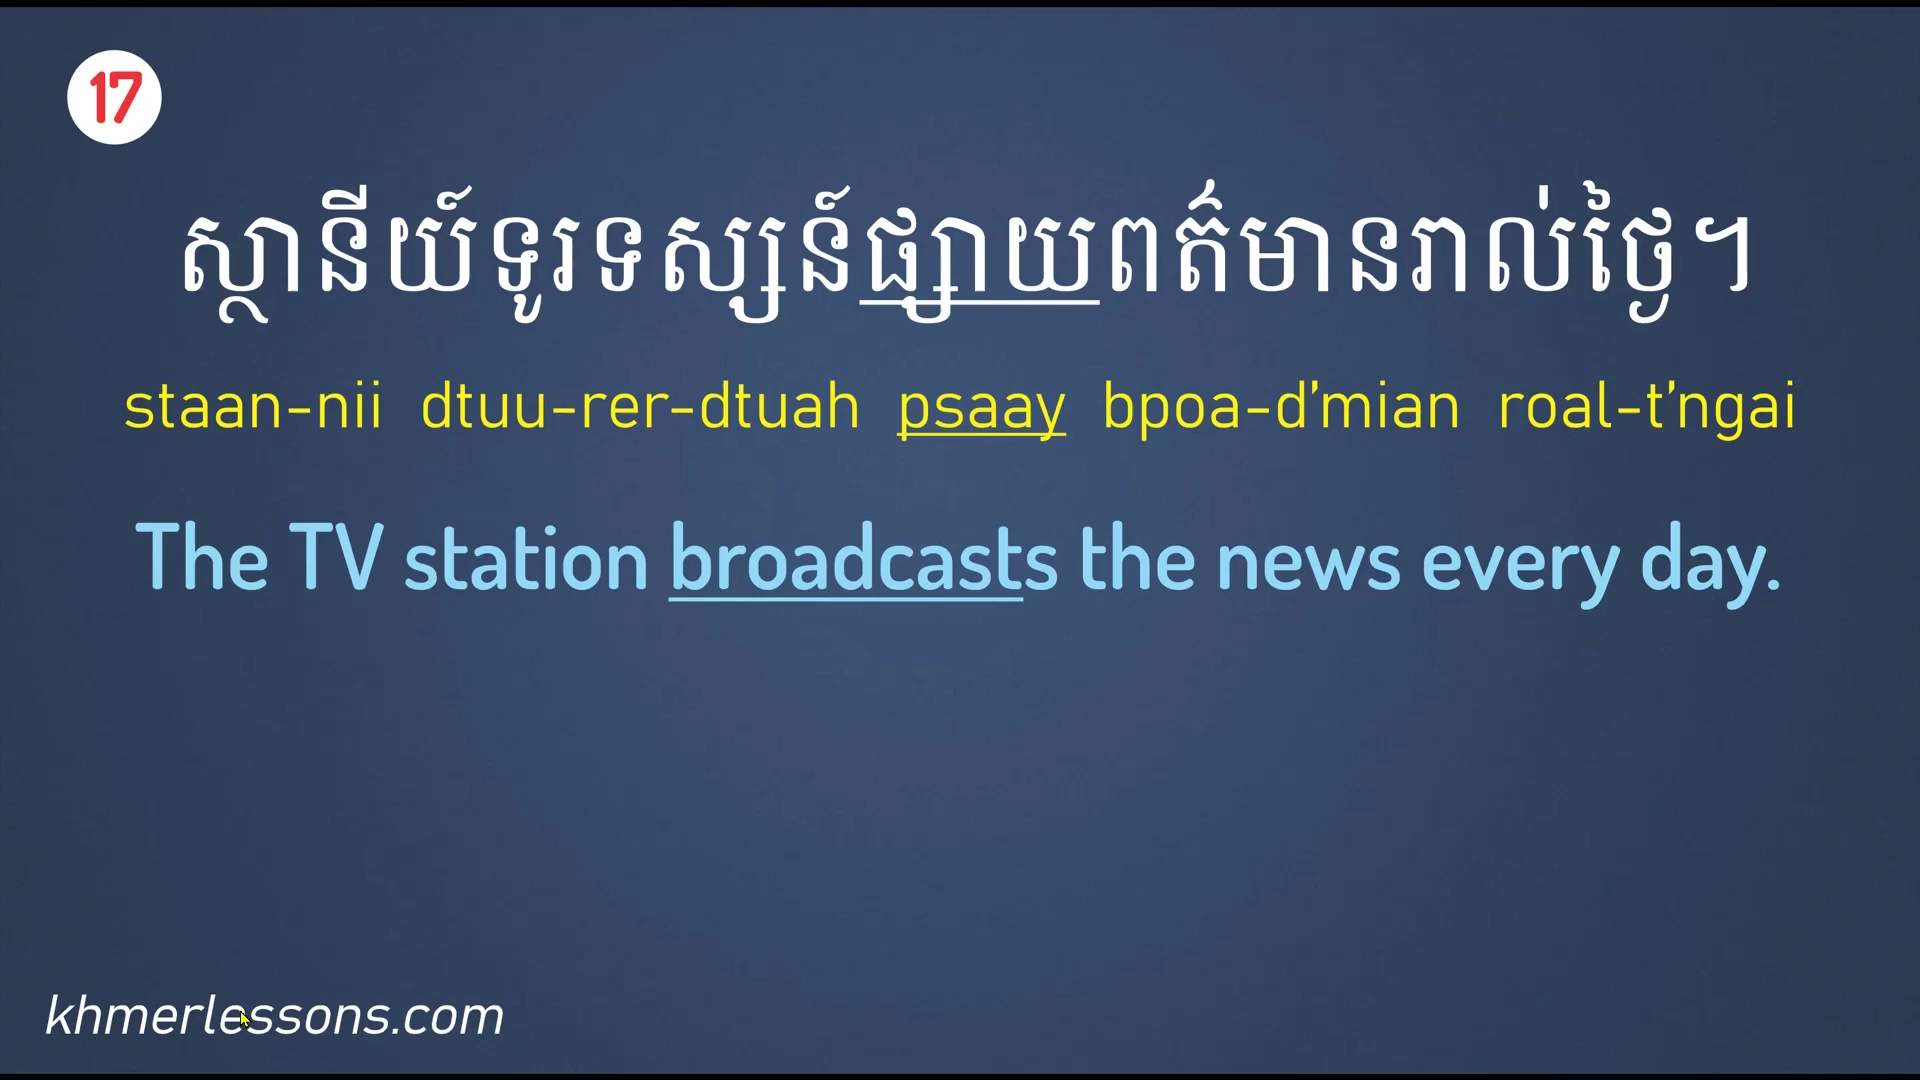 17
ស្ថានីយ៍ទូរទស្សន៍ផ្សាយពត៌មានរាល់ថ្ងៃ។
staan-nii dtuu-rer-dtuah psaay bpoa-d’mian roal-t’ngai
The TV station broadcasts the news every day.
khmerlessons.com